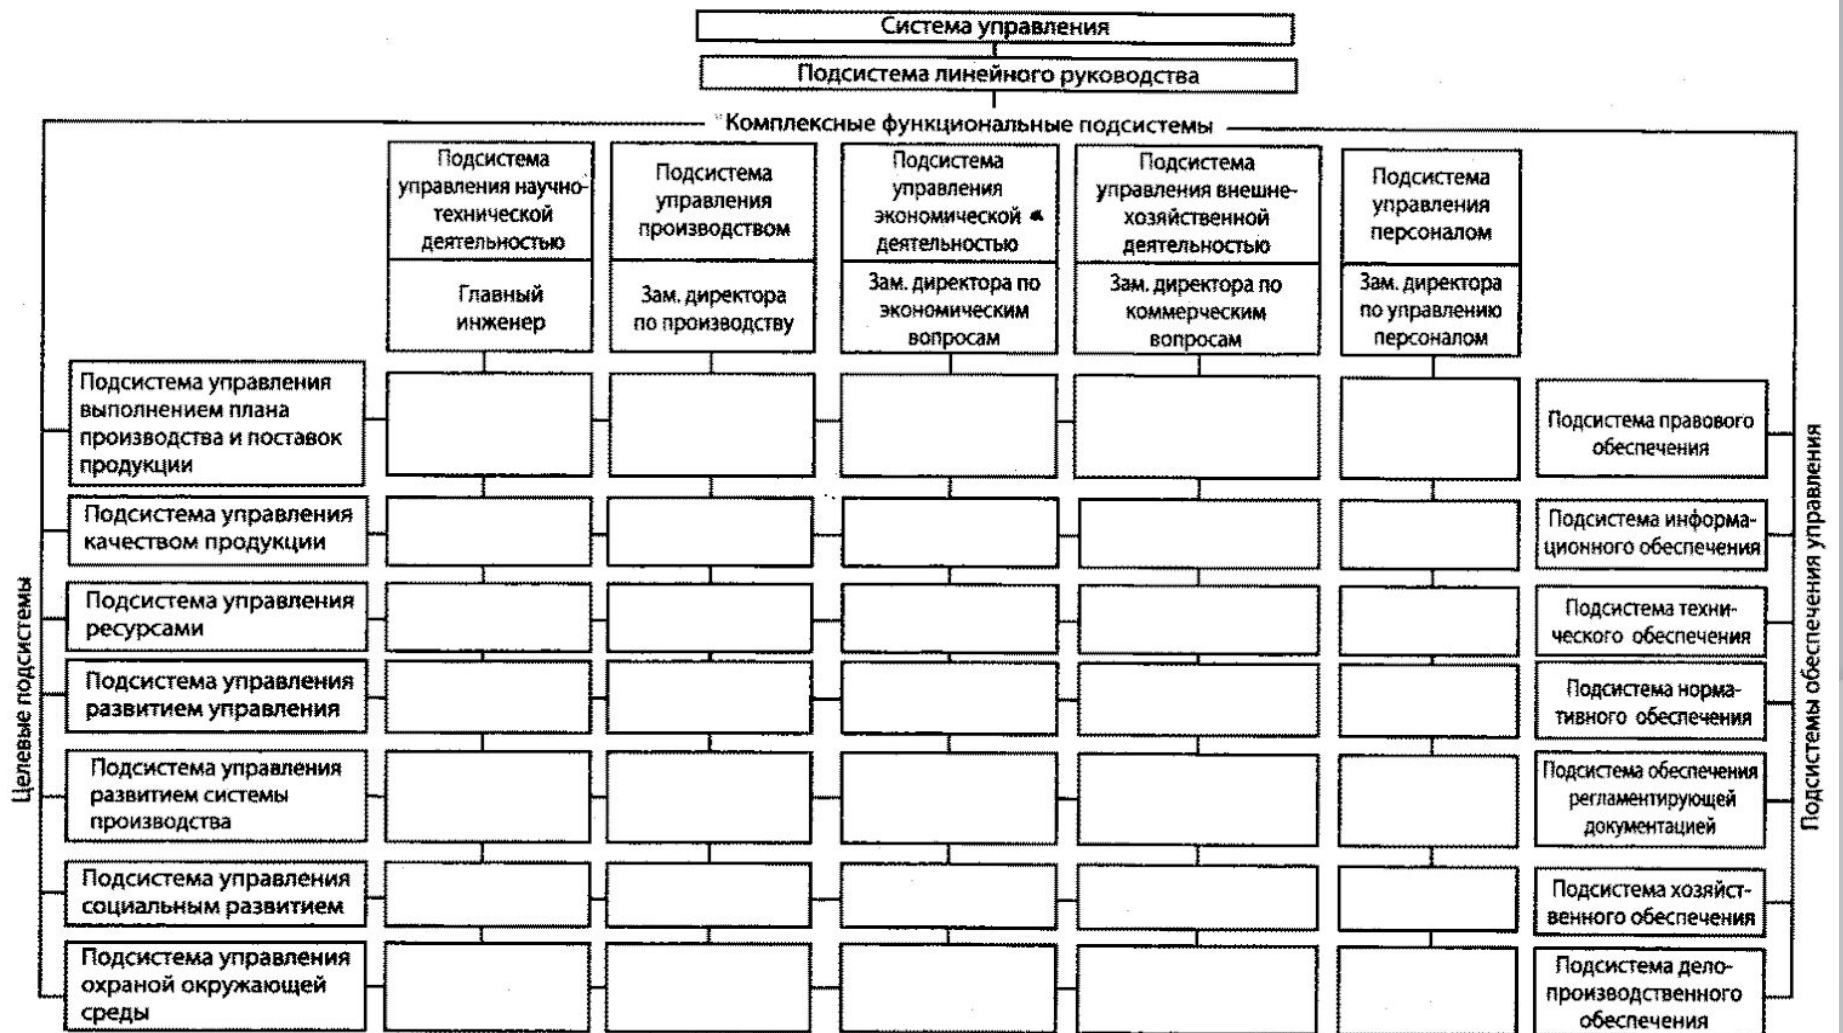 Система управления
Подсистема линейного руководства
Комплексные функциональные подсистемы
Подсистема
управления научно-
технической
деятельностью
Главный
инженер
Подсистема
управления
производством
Зам. директора
по производству
Подсистема
управления
экономической
деятельностью
Зам. директора по
экономическим
вопросам
Подсистема
управления внешне-
хозяйственной
деятельностью
Зам. директора по
коммерческим
вопросам
Подсистема
управления
персоналом
Зам. директора
по управлению
персоналом
Целевые подсистемы
Подсистема управления
выполнением плана
производства и поставок
продукции
Подсистема управления
качеством продукции
Подсистема управления
ресурсами
Подсистема управления
развитием управления
Подсистема управления
развитием системы
производства
Подсистема управления
социальным развитием
Подсистема управления
охраной окружающей
среды
Подсистема правового
обеспечения
Подсистема информа-
ционного обеспечения
Подсистема техни-
ческого обеспечения
Подсистема норма-
тивного обеспечения
Подсистема обеспечения
регламентирующей
документацией
Подсистема хозяйст-
венного обеспечения
Подсистема дело-
производственного
обеспечения
Подсистемы обеспечения управления